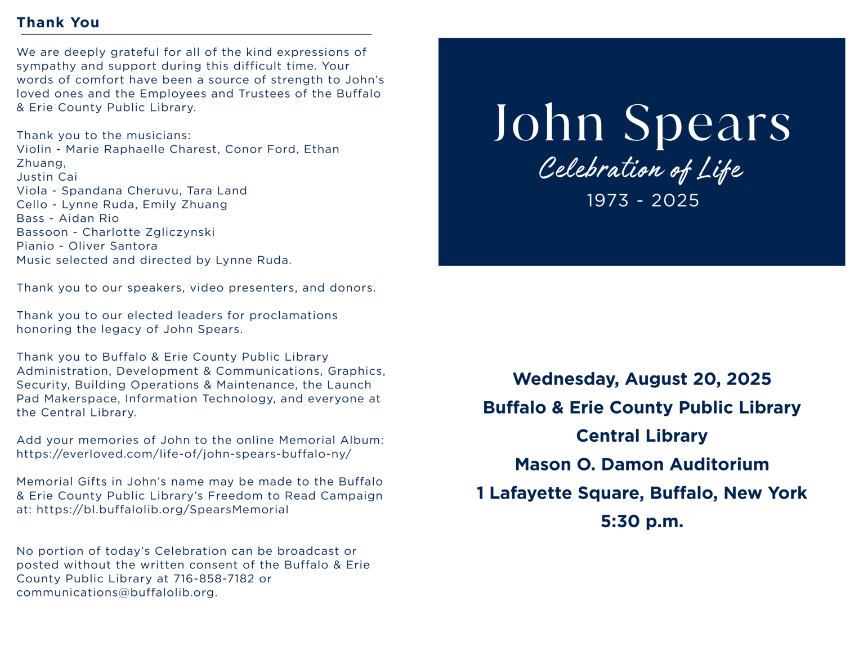 Thank You
We are deeply grateful for all of the kind expressions of
sympathy and support during this difficult time. Your
words of comfort have been a source of strength to John's
loved ones and the Employees and Trustees of the Buffalo
& Erie County Public Library.
Thank you to the musicians:
Violin - Marie Raphaelle Charest, Conor Ford, Ethan
Zhuang,
Justin Cai
Viola - Spandana Cheruvu, Tara Land
Cello - Lynne Ruda, Emily Zhuang
Bass - Aidan Rio
Bassoon - Charlotte Zgliczynski
Pianio - Oliver Santora
Music selected and directed by Lynne Ruda.
Thank you to our speakers, video presenters, and donors.
Thank you to our elected leaders for proclamations
honoring the legacy of John Spears.
Thank you to Buffalo & Erie County Public Library
Administration, Development & Communications, Graphics,
Security, Building Operations & Maintenance, the Launch
Pad Makerspace, Information Technology, and everyone at
the Central Library.
Add your memories of John to the online Memorial Album:
https://everloved.com/life-of/john-spears-buffalo-ny/
Memorial Gifts in John's name may be made to the Buffalo
& Erie County Public Library's Freedom to Read Campaign
at: https://bl.buffalolib.org/SpearsMemorial
No portion of today's Celebration can be broadcast or
posted without the written consent of the Buffalo & Erie
County Public Library at 716-858-7182 or
communications@buffalolib.org.
John Spears
Celebration of Life
1973 - 2025
Wednesday, August 20, 2025
Buffalo & Erie County Public Library
Central Library
Mason O. Damon Auditorium
1 Lafayette Square, Buffalo, New York
5:30 p.m.